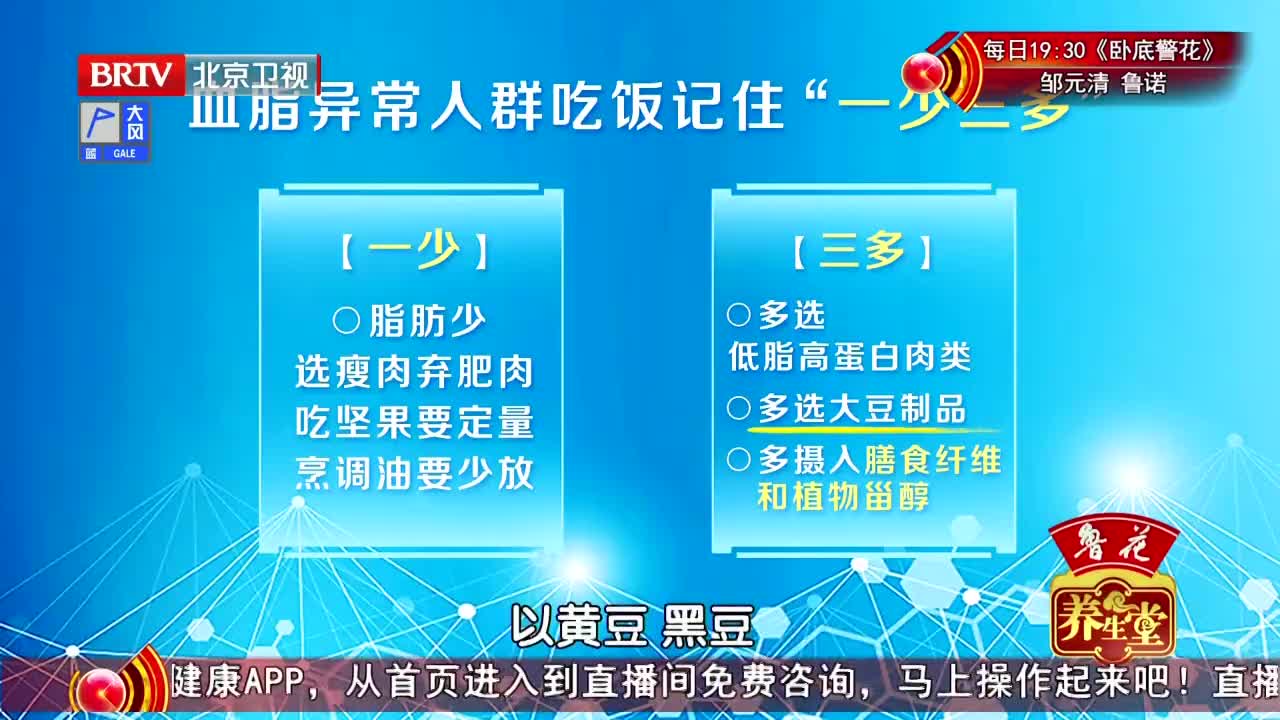 每日19:30《卧底警花》
邹元清 鲁诺
BRTV 北京卫视
大风
蓝 GALE
血脂异常人群吃饭记住“一少三多”
【一少】
○脂肪少
选瘦肉弃肥肉
吃坚果要定量
烹调油要少放
【三多】
○多选
低脂高蛋白肉类
○多选大豆制品
○多摄入膳食纤维
和植物甾醇
鲁花
养生堂
以黄豆 黑豆
健康APP，从首页进入到直播间免费咨询，马上操作起来吧！直播